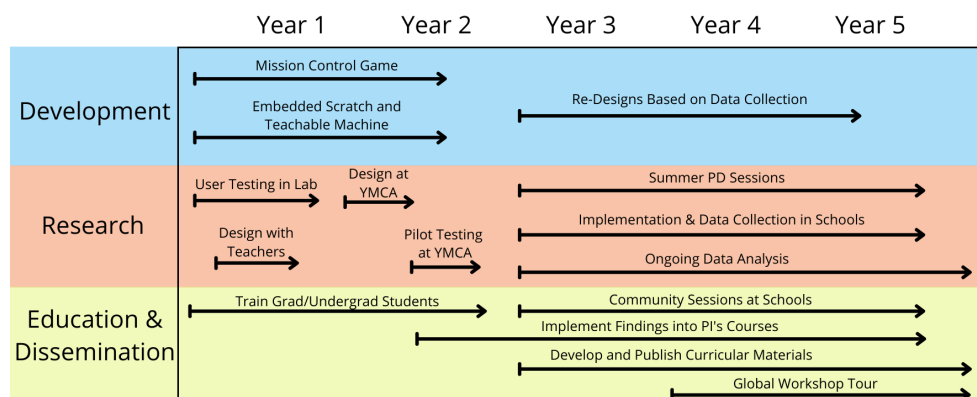 Year 1 Year 2 Year 3 Year 4 Year 5
Development
Mission Control Game
Embedded Scratch and
Teachable Machine
Re-Designs Based on Data Collection
Research
User Testing in Lab
Design at
YMCA
Summer PD Sessions
Design with
Teachers
Pilot Testing
at YMCA
Implementation & Data Collection in Schools
Ongoing Data Analysis
Education &
Dissemination
Train Grad/Undergrad Students
Community Sessions at Schools
Implement Findings into PI's Courses
Develop and Publish Curricular Materials
Global Workshop Tour